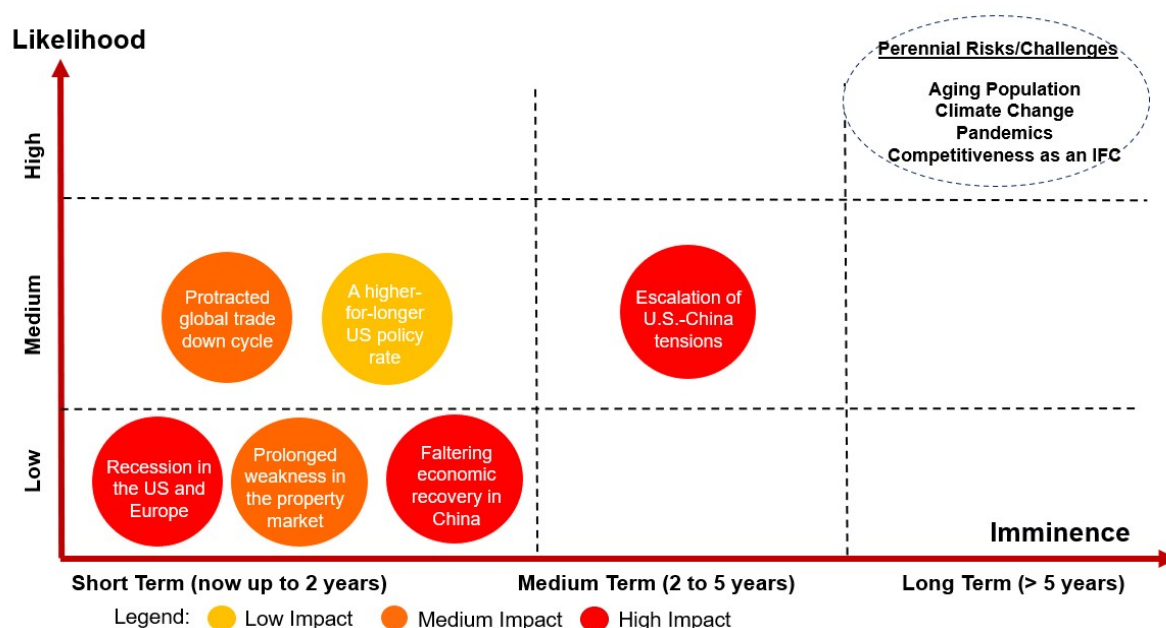 Likelihood
Perennial Risks/Challenges
Aging Population
Climate Change
Pandemics
Competitiveness as an IFC
High
Medium
Protracted
global trade
down cycle
A higher-
for-longer
US policy
rate
Escalation of
U.S.-China
tensions
Low
Recession in
the US and
Europe
Prolonged
weakness in
the property
market
Faltering
economic
recovery in
China
Imminence
Short Term (now up to 2 years)
Medium Term (2 to 5 years)
Long Term (> 5 years)
Legend:
Low Impact
Medium Impact
High Impact